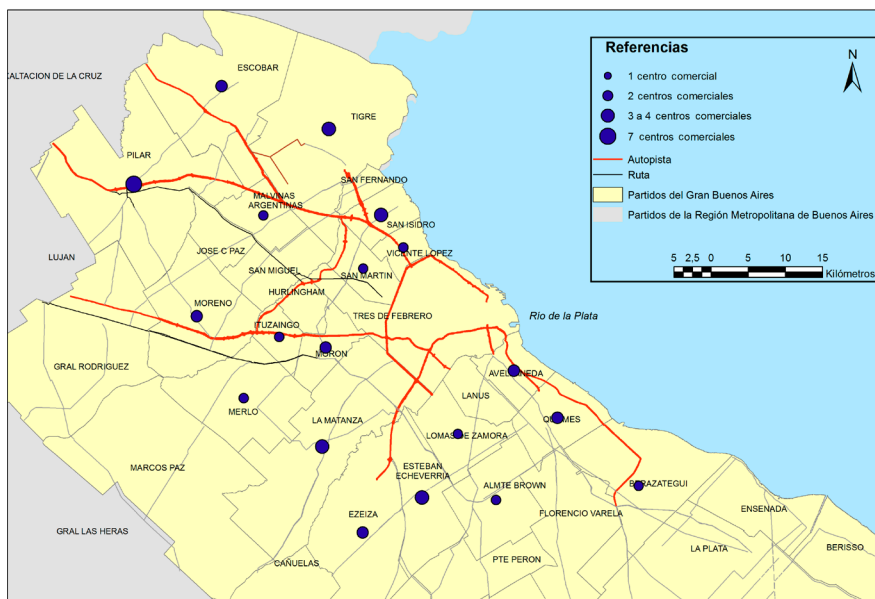 ESCOBAR
XALTACION DE LA CRUZ
TIGRE
PILAR
SAN FERNANDO
MALVINAS
ARGENTINAS
SAN ISIDRO
JOSE C PAZ
VICENTE LOPEZ
LUJAN
SAN MIGUEL
SAN MARTIN
HURLINGHAM
MORENO
TRES DE FEBRERO
ITUZAINGO
MORON
GRAL RODRIGUEZ
AVELLANEDA
LANUS
MERLO
QUILMES
LA MATANZA
LOMAS DE ZAMORA
MARCOS PAZ
ESTEBAN
ECHEVERRIA
ALMTE BROWN
BERAZATEGUI
EZEIZA
FLORENCIO VARELA
ENSENADA
GRAL LAS HERAS
LA PLATA
BERISSO
CAÑUELAS
PTE PERON
Rio de la Plata
Referencias
1 centro comercial
2 centros comerciales
3 a 4 centros comerciales
7 centros comerciales
Autopista
Ruta
Partidos del Gran Buenos Aires
Partidos de la Región Metropolitana de Buenos Aires
5 2,5 0 5 10 15
Kilómetros
N